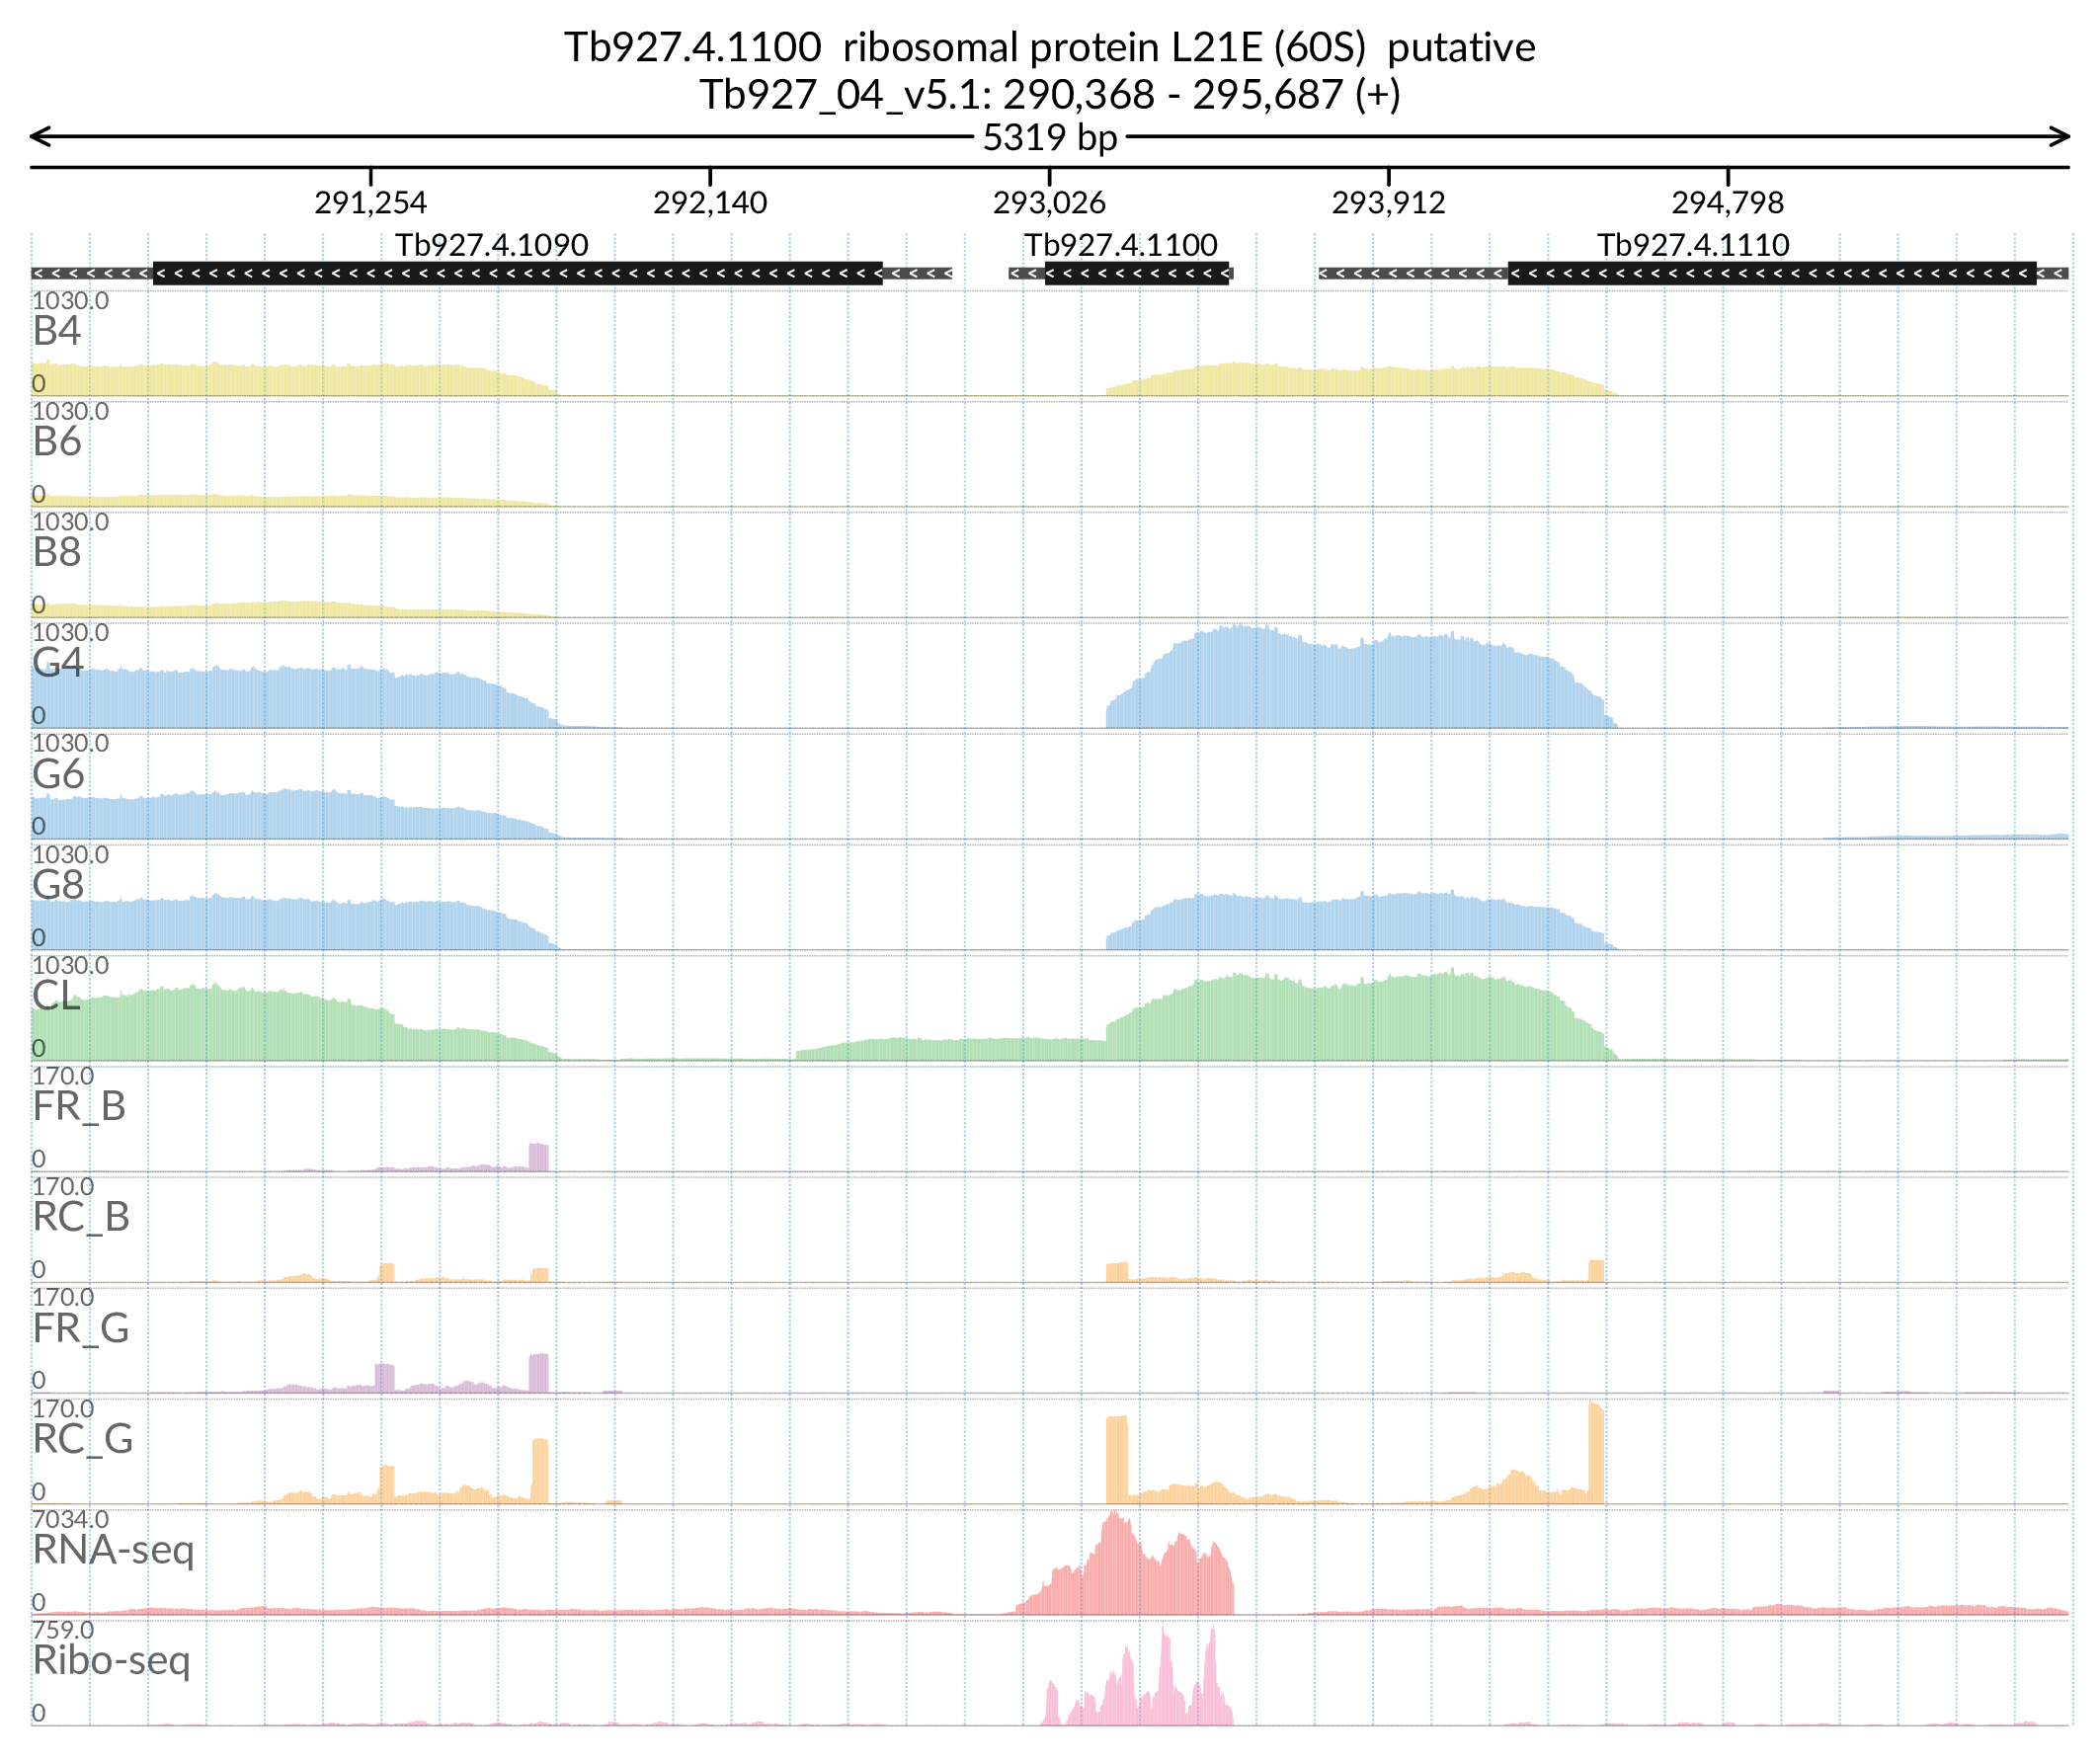 Tb927.4.1100 ribosomal protein L21E (60S) putative
Tb927_04_v5.1: 290,368 - 295,687 (+)
5319 bp
291,254 292,140 293,026 293,912 294,798
Tb927.4.1090 Tb927.4.1100 Tb927.4.1110
1030.0
B4
0
1030.0
B6
0
1030.0
B8
0
1030.0
G4
0
1030.0
G6
0
1030.0
G8
0
1030.0
CL
0
170.0
FR_B
0
170.0
RC_B
0
170.0
FR_G
0
170.0
RC_G
0
7034.0
RNA-seq
0
759.0
Ribo-seq
0